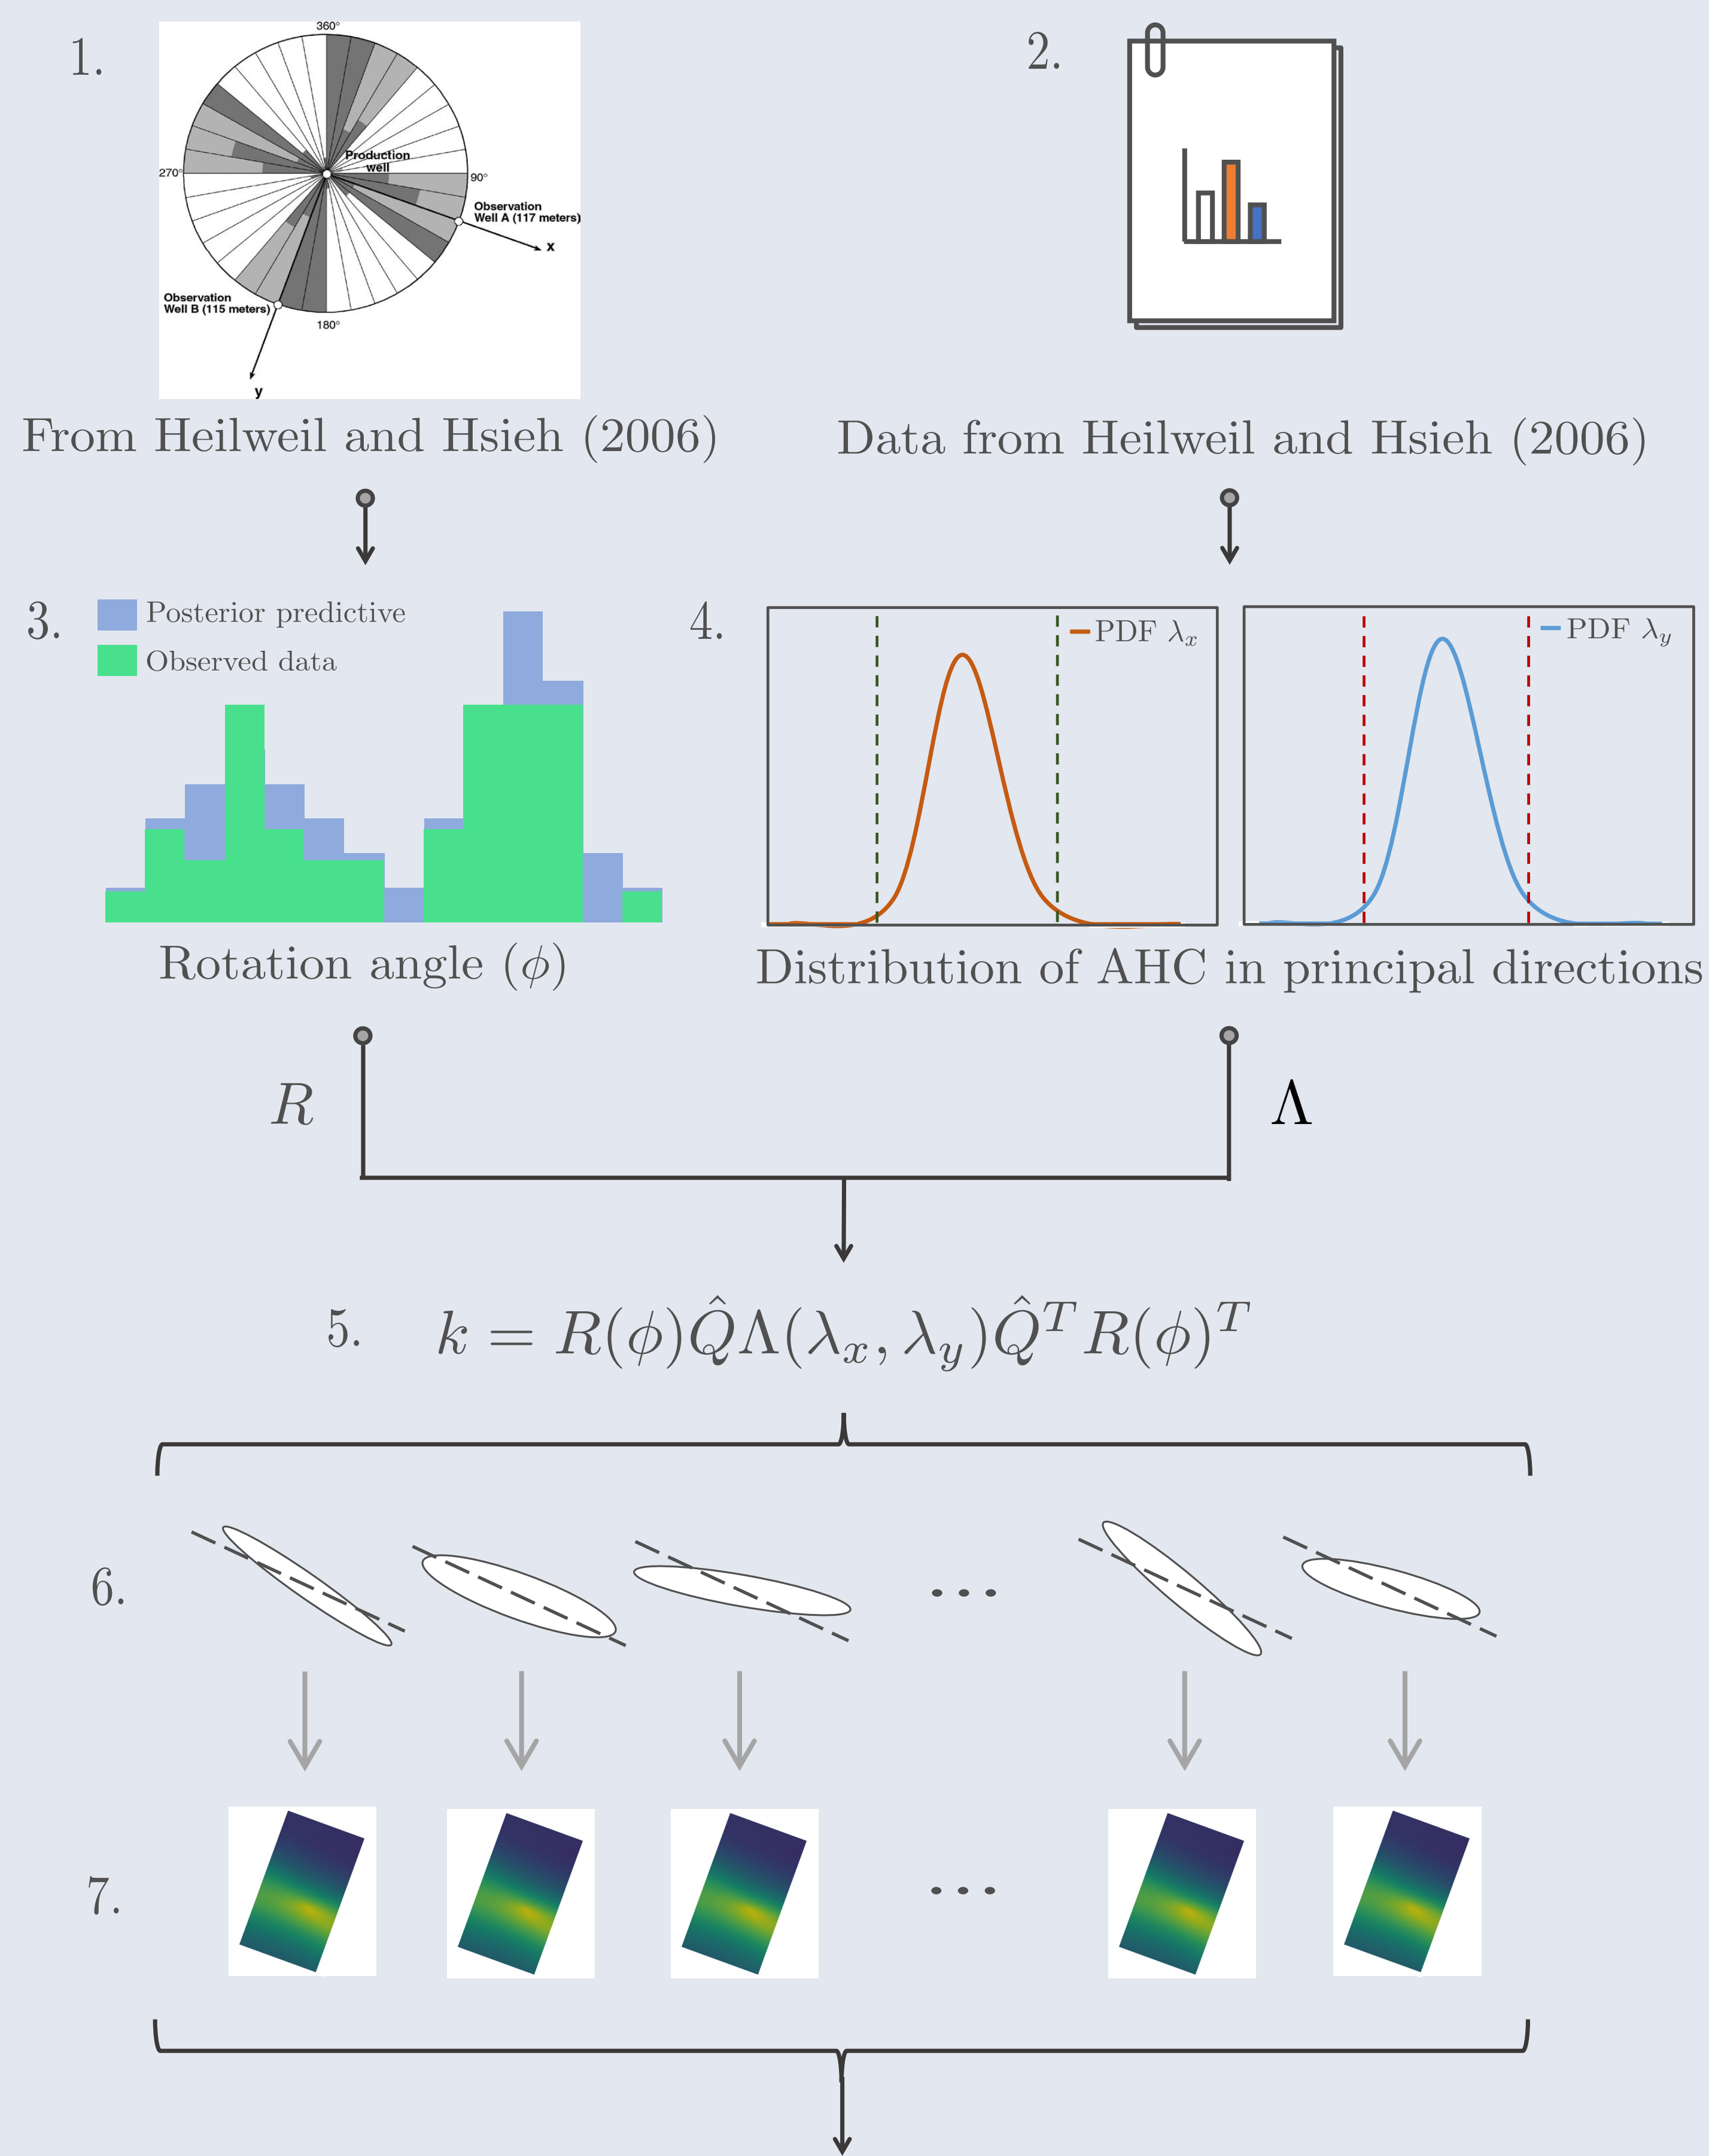 1.
360°
Production
well
270°
90°
Observation
Well A (117 meters)
x
Observation
Well B (115 meters)
180°
y
From Heilweil and Hsieh (2006)
2.
Data from Heilweil and Hsieh (2006)
3.
Posterior predictive
Observed data
Rotation angle (ϕ)
4.
PDF λ_x
PDF λ_y
Distribution of AHC in principal directions
R
Λ
5.
k = R(ϕ)Q̂Λ(λ_x, λ_y)Q̂^T R(ϕ)^T
6.
...
7.
...